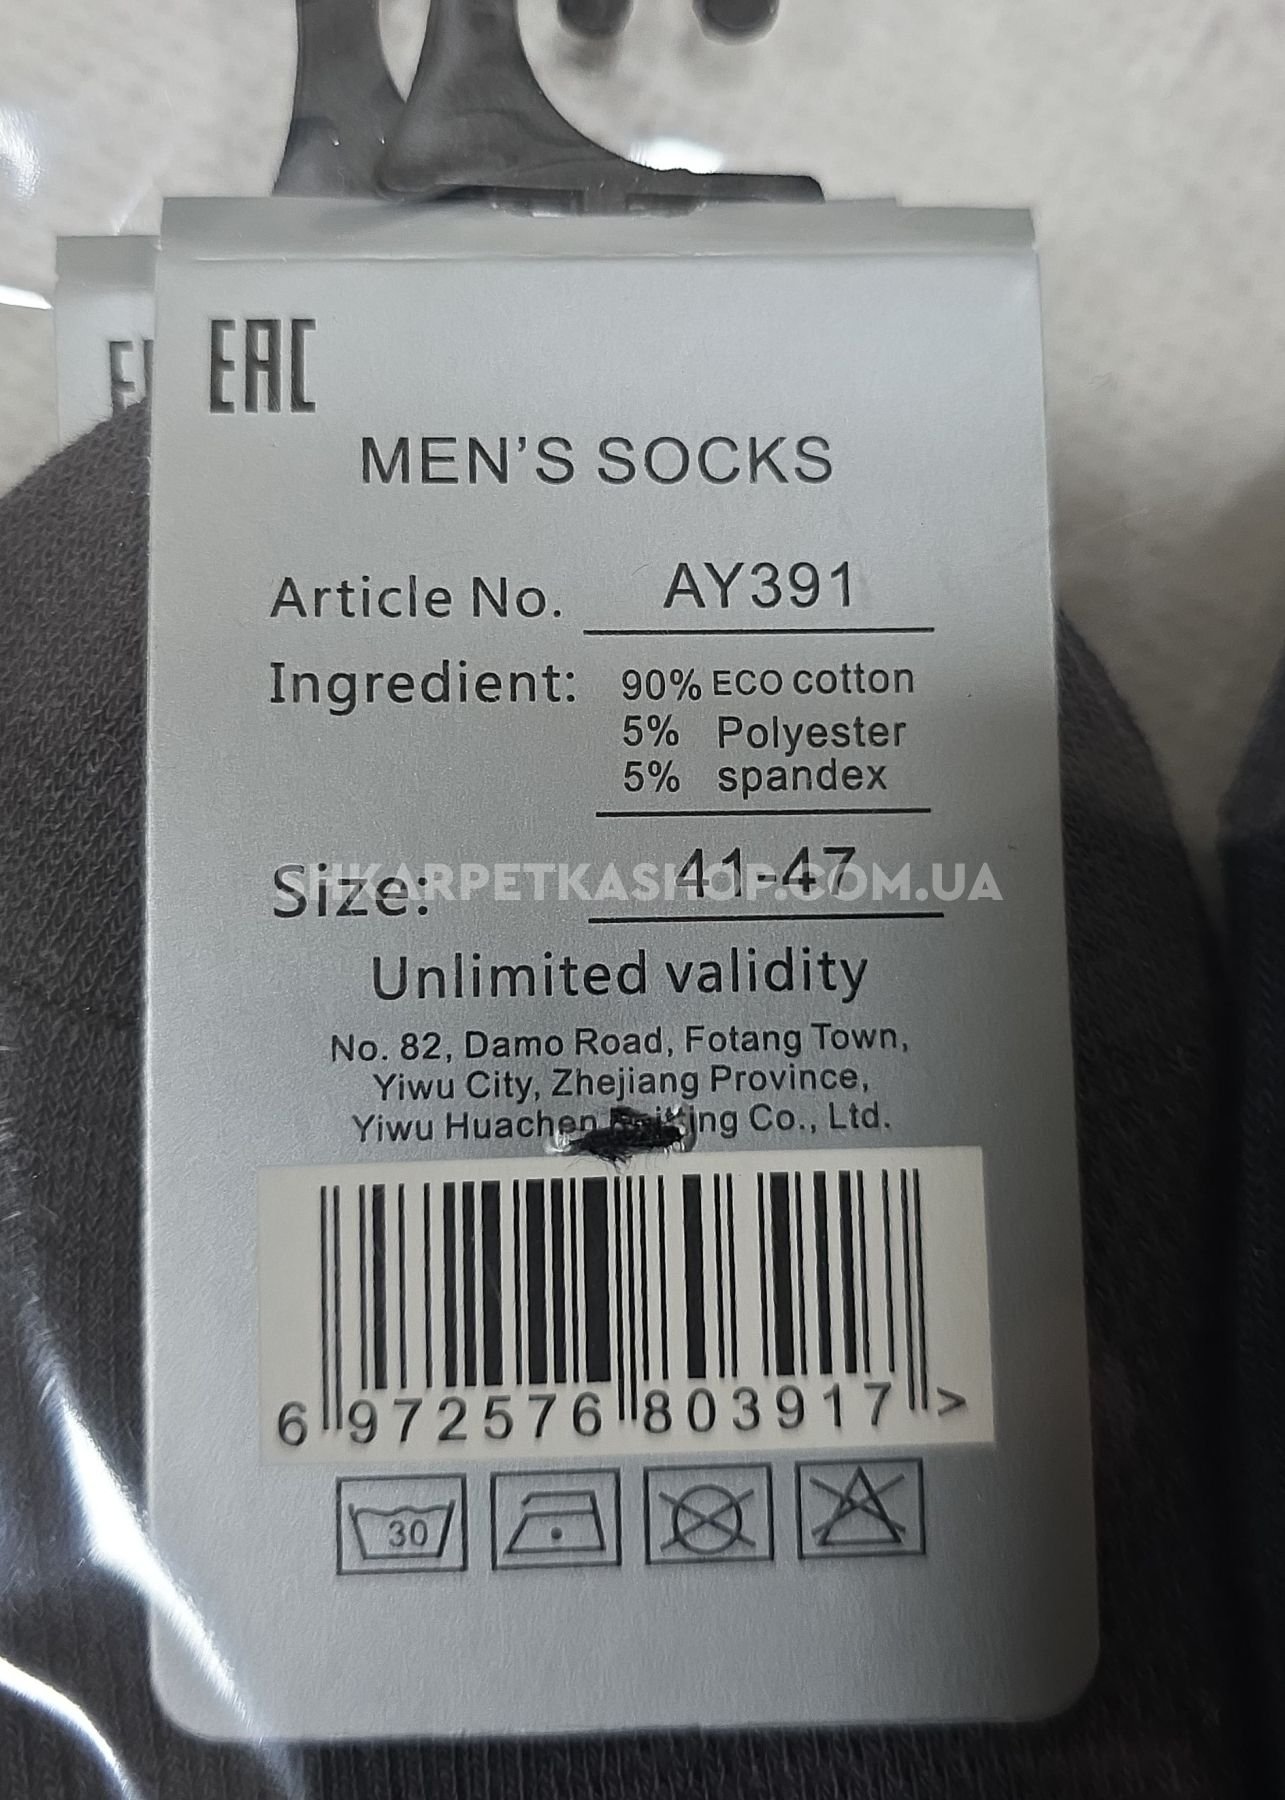 EAC
MEN'S SOCKS
Article No. AY391
Ingredient: 90% ECO cotton
5% Polyester
5% spandex
SHKARPETKASHOP.COM.UA
Size: 41-47
Unlimited validity
No. 82, Damo Road, Fotang Town,
Yiwu City, Zhejiang Province,
Yiwu Huachen Co., Ltd.
6 972576 803917 >
30